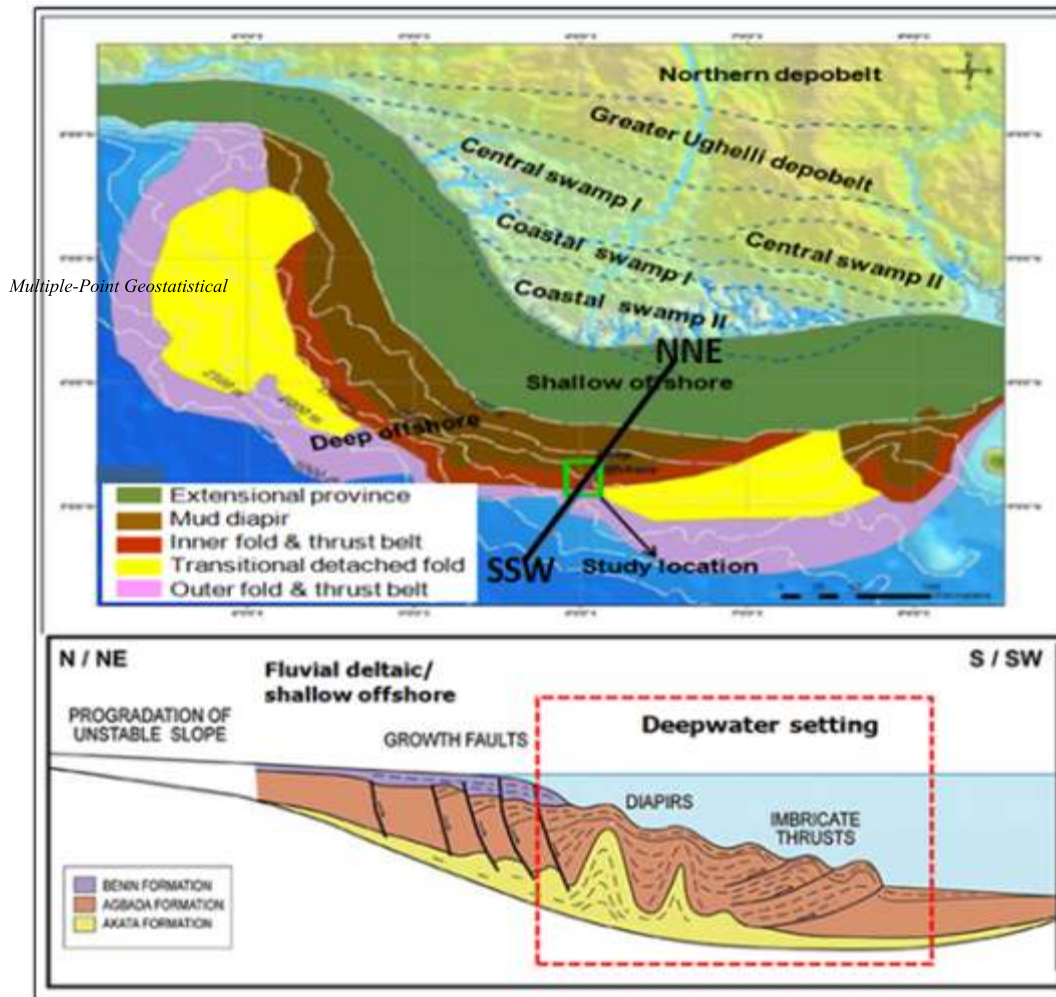 Northern depobelt
Greater Ughelli depobelt
Central swamp I
Coastal swamp I
Central swamp II
Multiple-Point Geostatistical
Coastal swamp II
NNE
Shallow offshore
Deep offshore
Extensional province
Mud diapir
Inner fold & thrust belt
Transitional detached fold
Outer fold & thrust belt
SSW
Study location
N / NE
S / SW
Fluvial deltaic/
shallow offshore
Deepwater setting
PROGRADATION OF
UNSTABLE SLOPE
GROWTH FAULTS
DIAPIRS
IMBRICATE
THRUSTS
BENIN FORMATION
AGBADA FORMATION
AKATA FORMATION